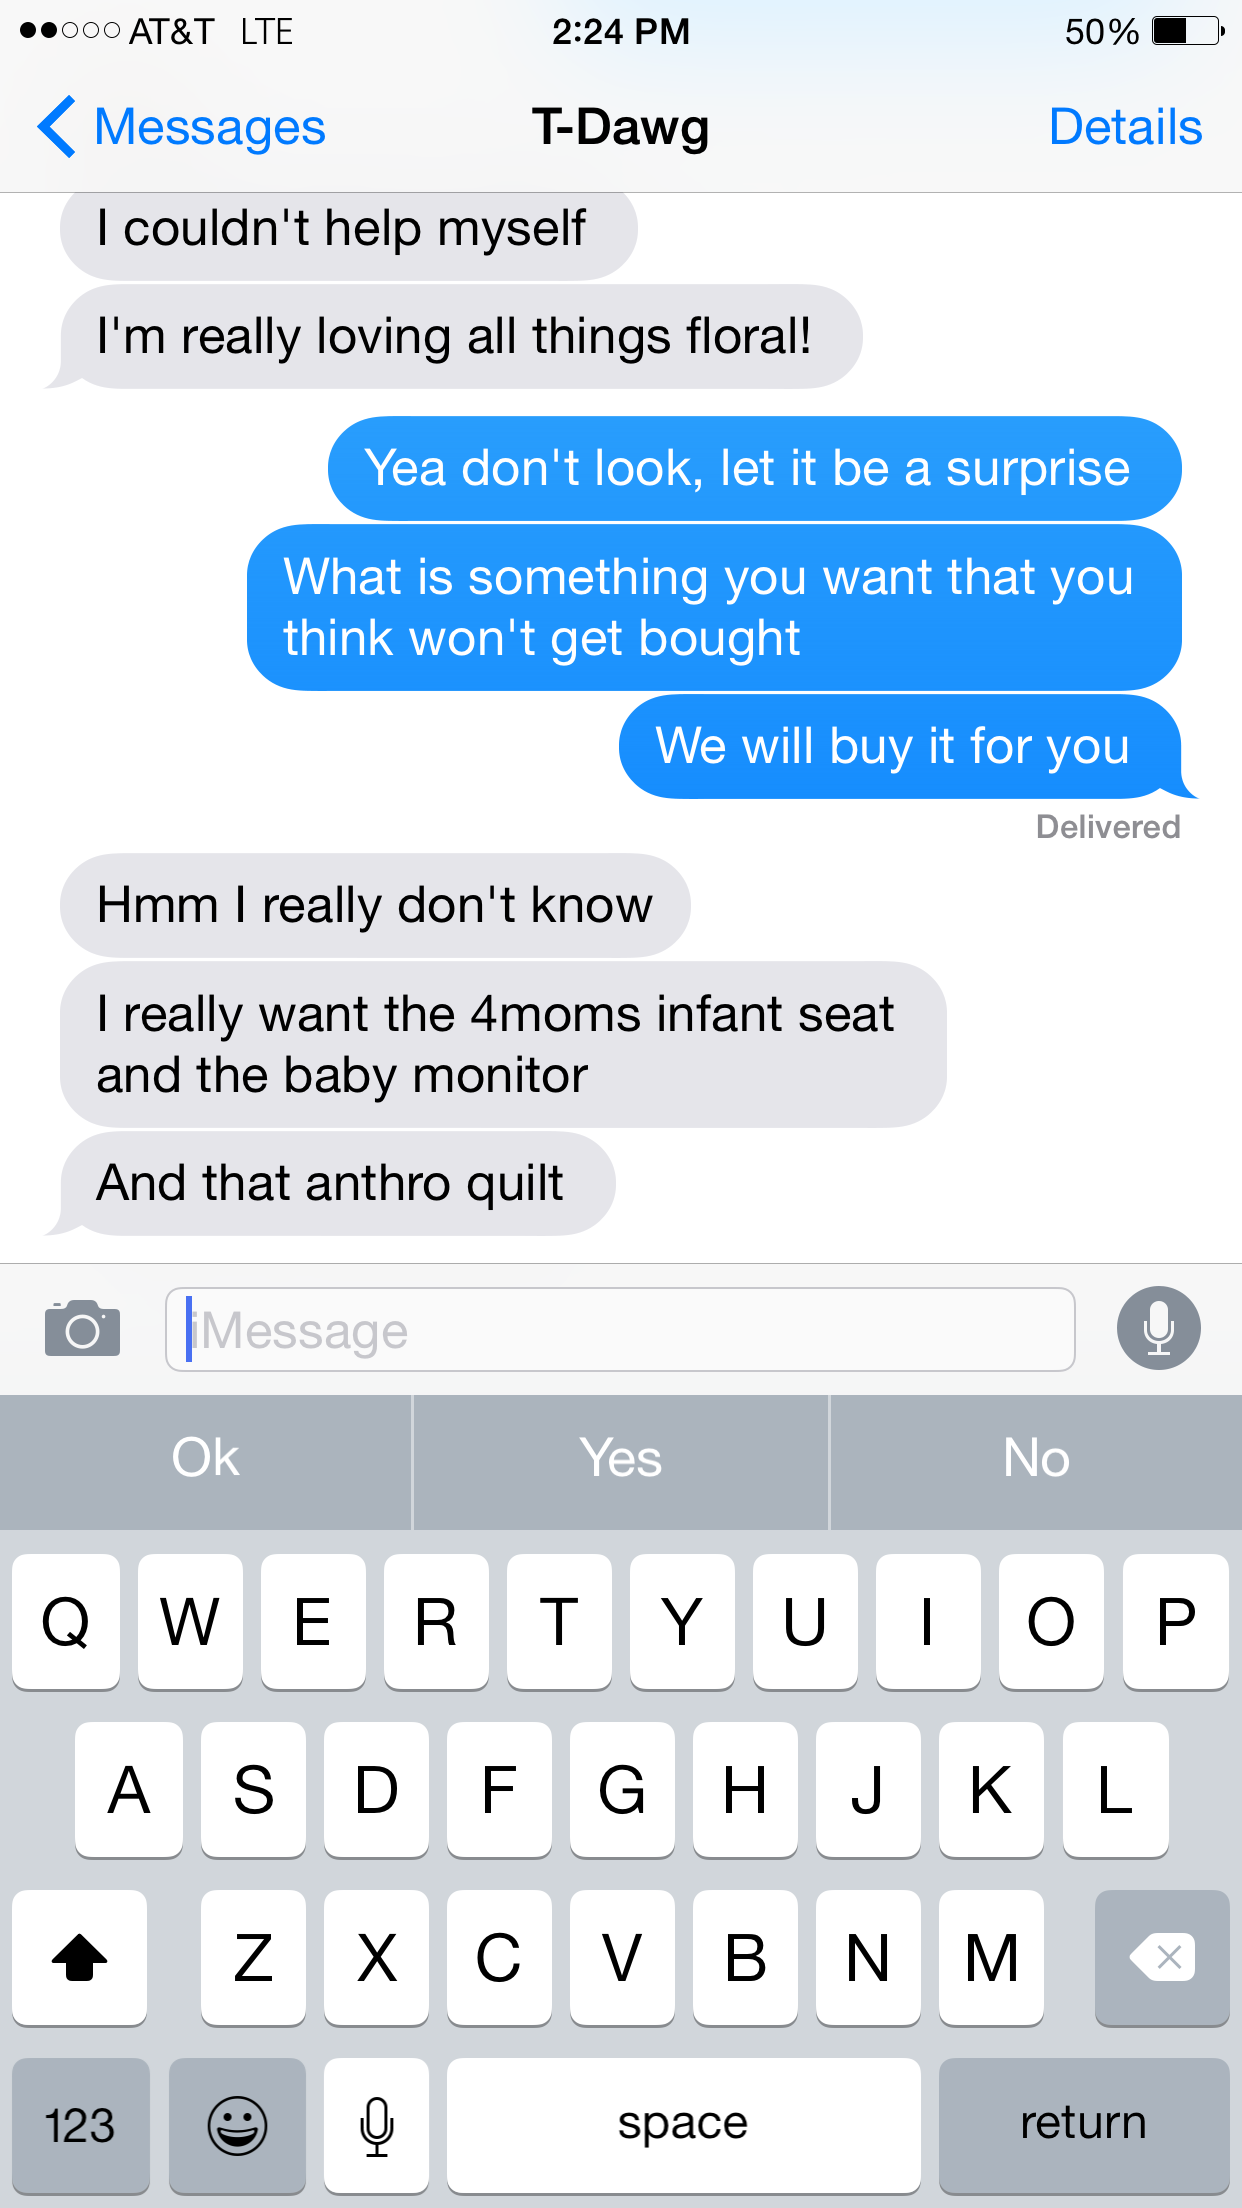 AT&T LTE 2:24 PM 50%
Messages T-Dawg Details
I couldn't help myself
I'm really loving all things floral!
Yea don't look, let it be a surprise
What is something you want that you
think won't get bought
We will buy it for you
Delivered
Hmm I really don't know
I really want the 4moms infant seat
and the baby monitor
And that anthro quilt
iMessage
Ok Yes No
Q W E R T Y U I O P
A S D F G H J K L
Z X C V B N M
123 space return